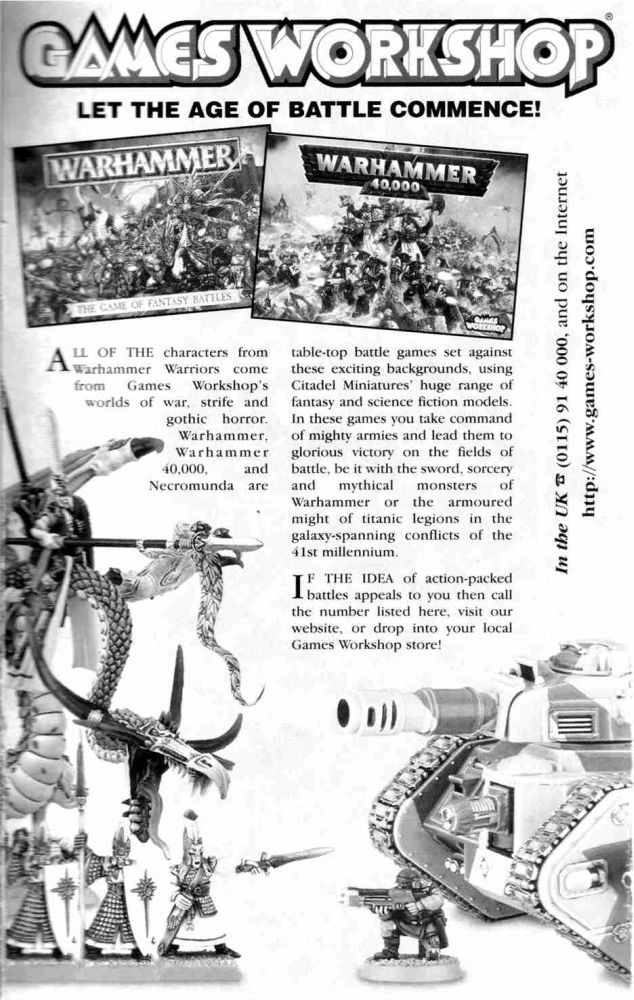 GAMES WORKSHOP®
LET THE AGE OF BATTLE COMMENCE!
WARHAMMER
THE GAME OF FANTASY BATTLES
WARHAMMER
40,000
GAMES
WORKSHOP
ALL OF THE characters from
Warhammer Warriors come
from Games Workshop's
worlds of war, strife and
gothic horror.
Warhammer,
Warhammer
40,000, and
Necromunda are
table-top battle games set against
these exciting backgrounds, using
Citadel Miniatures' huge range of
fantasy and science fiction models.
In these games you take command
of mighty armies and lead them to
glorious victory on the fields of
battle, be it with the sword, sorcery
and mythical monsters of
Warhammer or the armoured
might of titanic legions in the
galaxy-spanning conflicts of the
41st millennium.
IF THE IDEA of action-packed
battles appeals to you then call
the number listed here, visit our
website, or drop into your local
Games Workshop store!
In the UK ☎ (0115) 91 40 000, and on the Internet
http://www.games-workshop.com